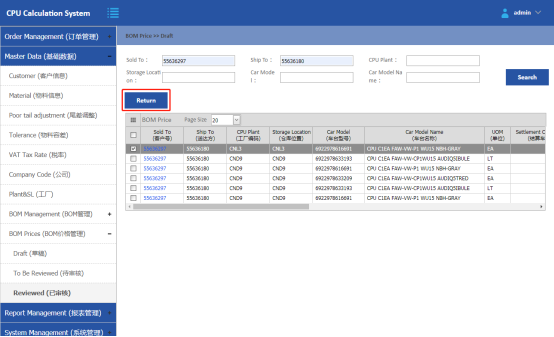 CPU Calculation System
admin
Order Management (订单管理)
Master Data (基础数据)
Customer (客户信息)
Material (物料信息)
Poor tail adjustment (尾差调整)
Tolerance (物料容差)
VAT Tax Rate (税率)
Company Code (公司)
Plant&SL (工厂)
BOM Management (BOM管理) +
BOM Prices (BOM价格管理) -
Draft (草稿)
To Be Reviewed (待审核)
Reviewed (已审核)
Report Management (报表管理)
System Management (系统管理)
BOM Price >> Draft
Sold To : 55636297 Ship To : 55636180 CPU Plant :
Storage Locati on : Car Mode l : Car Model Na me :
Search
Return
BOM Price Page Size 20
Sold To (客户号) Ship To (送达方) CPU Plant (工厂编码) Storage Location (仓库位置) Car Model (车台型号) Car Model Name (车台名称) UOM (单位) Settlement C
55636297 55636180 CNL3 CNL3 6922978616691 CPU C1EA FAW-VW-P1 WU15 NBH-GRAY EA
55636297 55636180 CND9 CND9 6922978633193 CPU C1EA FAW-VW-CP1WU15 AUDIQ5IBULE LT
55636297 55636180 CND9 CND9 6922978616691 CPU C1EA FAW-VW-P1 WU15 NBH-GRAY EA
55636297 55636180 CND9 CND9 6922978633209 CPU C1EA FAW-VW-CP1WU15 AUDIQ5TRED EA
55636297 55636180 CND9 CND9 6922978633193 CPU C1EA FAW-VW-CP1WU15 AUDIQ5IBULE LT
55636297 55636180 CND9 CND9 6922978616691 CPU C1EA FAW-VW-P1 WU15 NBH-GRAY EA